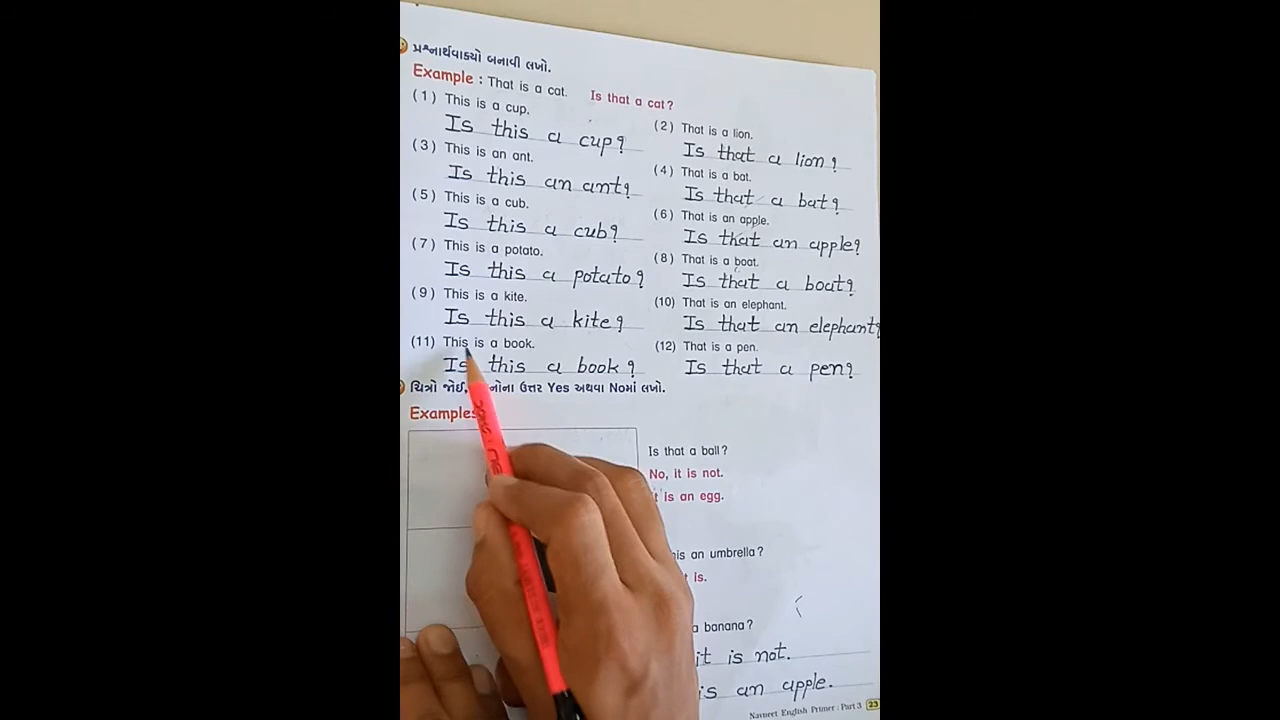 પ્રશ્નાર્થવાક્યો બનાવી લખો.
Example : That is a cat. Is that a cat?
(1) This is a cup.
Is this a cup?
(2) That is a lion.
Is that a lion?
(3) This is an ant.
Is this an ant?
(4) That is a bat.
Is that a bat?
(5) This is a cub.
Is this a cub?
(6) That is an apple.
Is that an apple?
(7) This is a potato.
Is this a potato?
(8) That is a boat.
Is that a boat?
(9) This is a kite.
Is this a kite?
(10) That is an elephant.
Is that an elephant?
(11) This is a book.
Is this a book?
(12) That is a pen.
Is that a pen?
ચિત્રો જોઈ, ઉત્તર Yes અથવા Noમાં લખો.
Examples
Is that a ball?
No, it is not.
is an egg.
an umbrella?
is.
a banana?
it is not.
is an apple.
Navneet English Primer : Part 3 23